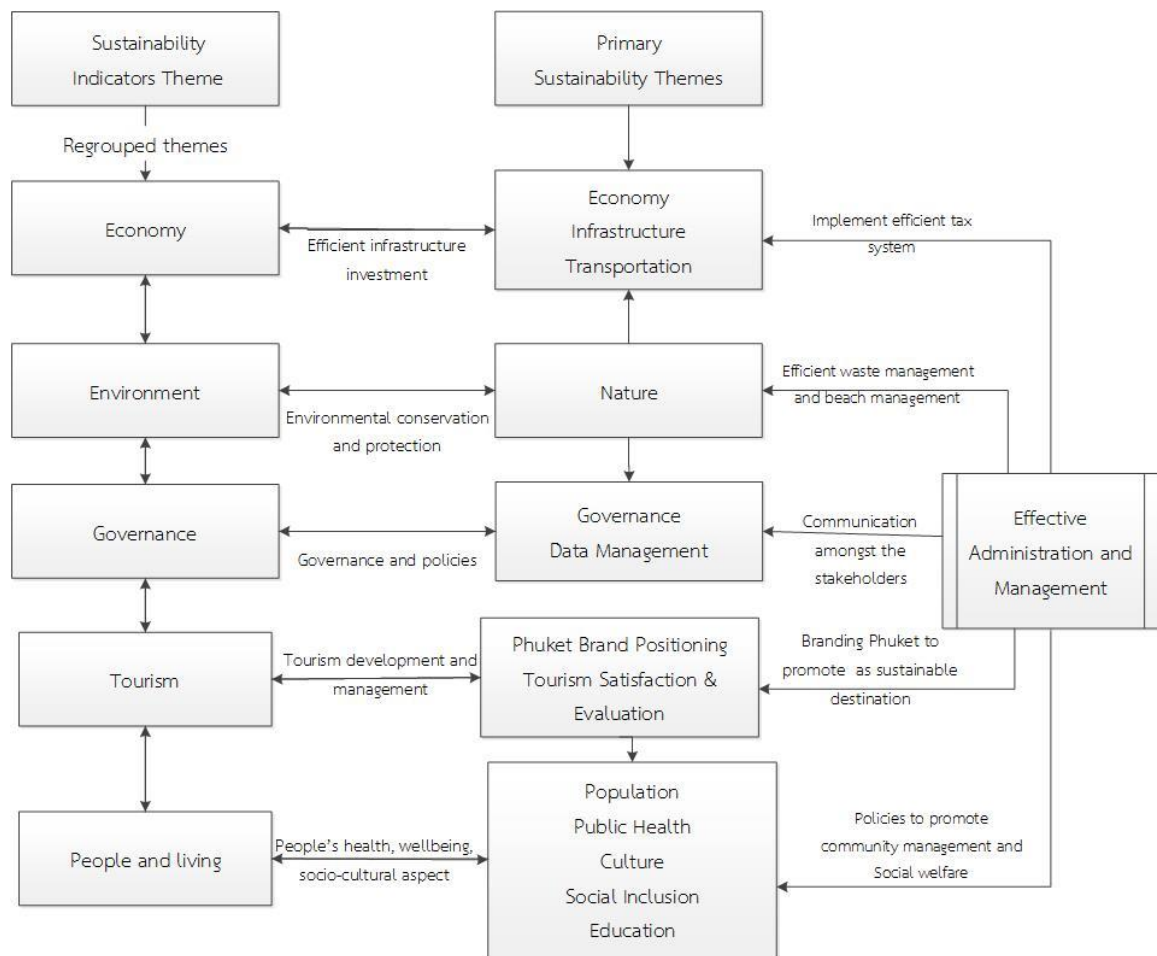 Sustainability
Indicators Theme
Primary
Sustainability Themes
Regrouped themes
Economy
Efficient infrastructure
investment
Economy
Infrastructure
Transportation
Implement efficient tax
system
Environment
Environmental conservation
and protection
Nature
Efficient waste management
and beach management
Governance
Governance and policies
Governance
Data Management
Communication
amongst the
stakeholders
Effective
Administration and
Management
Tourism
Tourism development and
management
Phuket Brand Positioning
Tourism Satisfaction &
Evaluation
Branding Phuket to
promote as sustainable
destination
People and living
People's health, wellbeing,
socio-cultural aspect
Population
Public Health
Culture
Social Inclusion
Education
Policies to promote
community management and
Social welfare